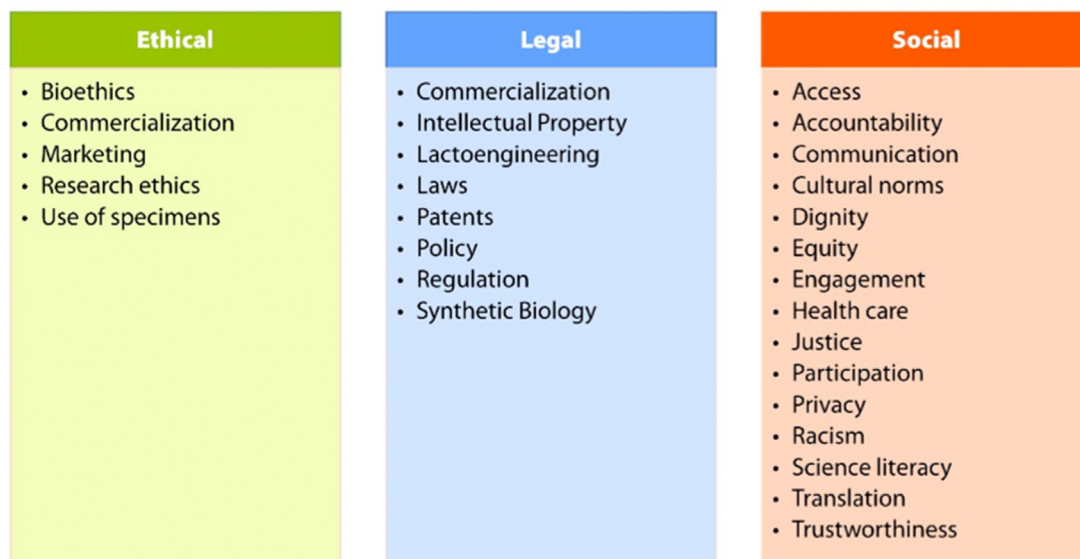 Ethical
• Bioethics
• Commercialization
• Marketing
• Research ethics
• Use of specimens
Legal
• Commercialization
• Intellectual Property
• Lactoengineering
• Laws
• Patents
• Policy
• Regulation
• Synthetic Biology
Social
• Access
• Accountability
• Communication
• Cultural norms
• Dignity
• Equity
• Engagement
• Health care
• Justice
• Participation
• Privacy
• Racism
• Science literacy
• Translation
• Trustworthiness